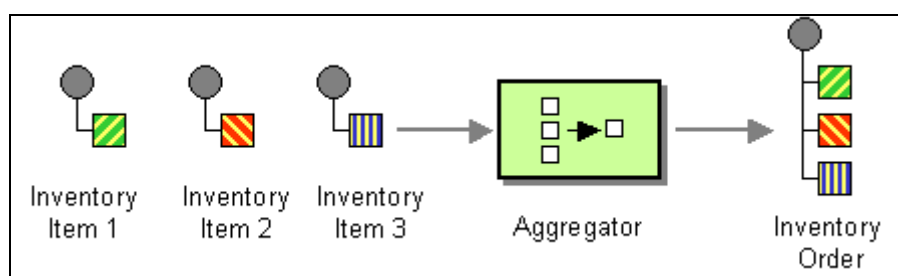 Inventory
Item 1
Inventory
Item 2
Inventory
Item 3
Aggregator
Inventory
Order